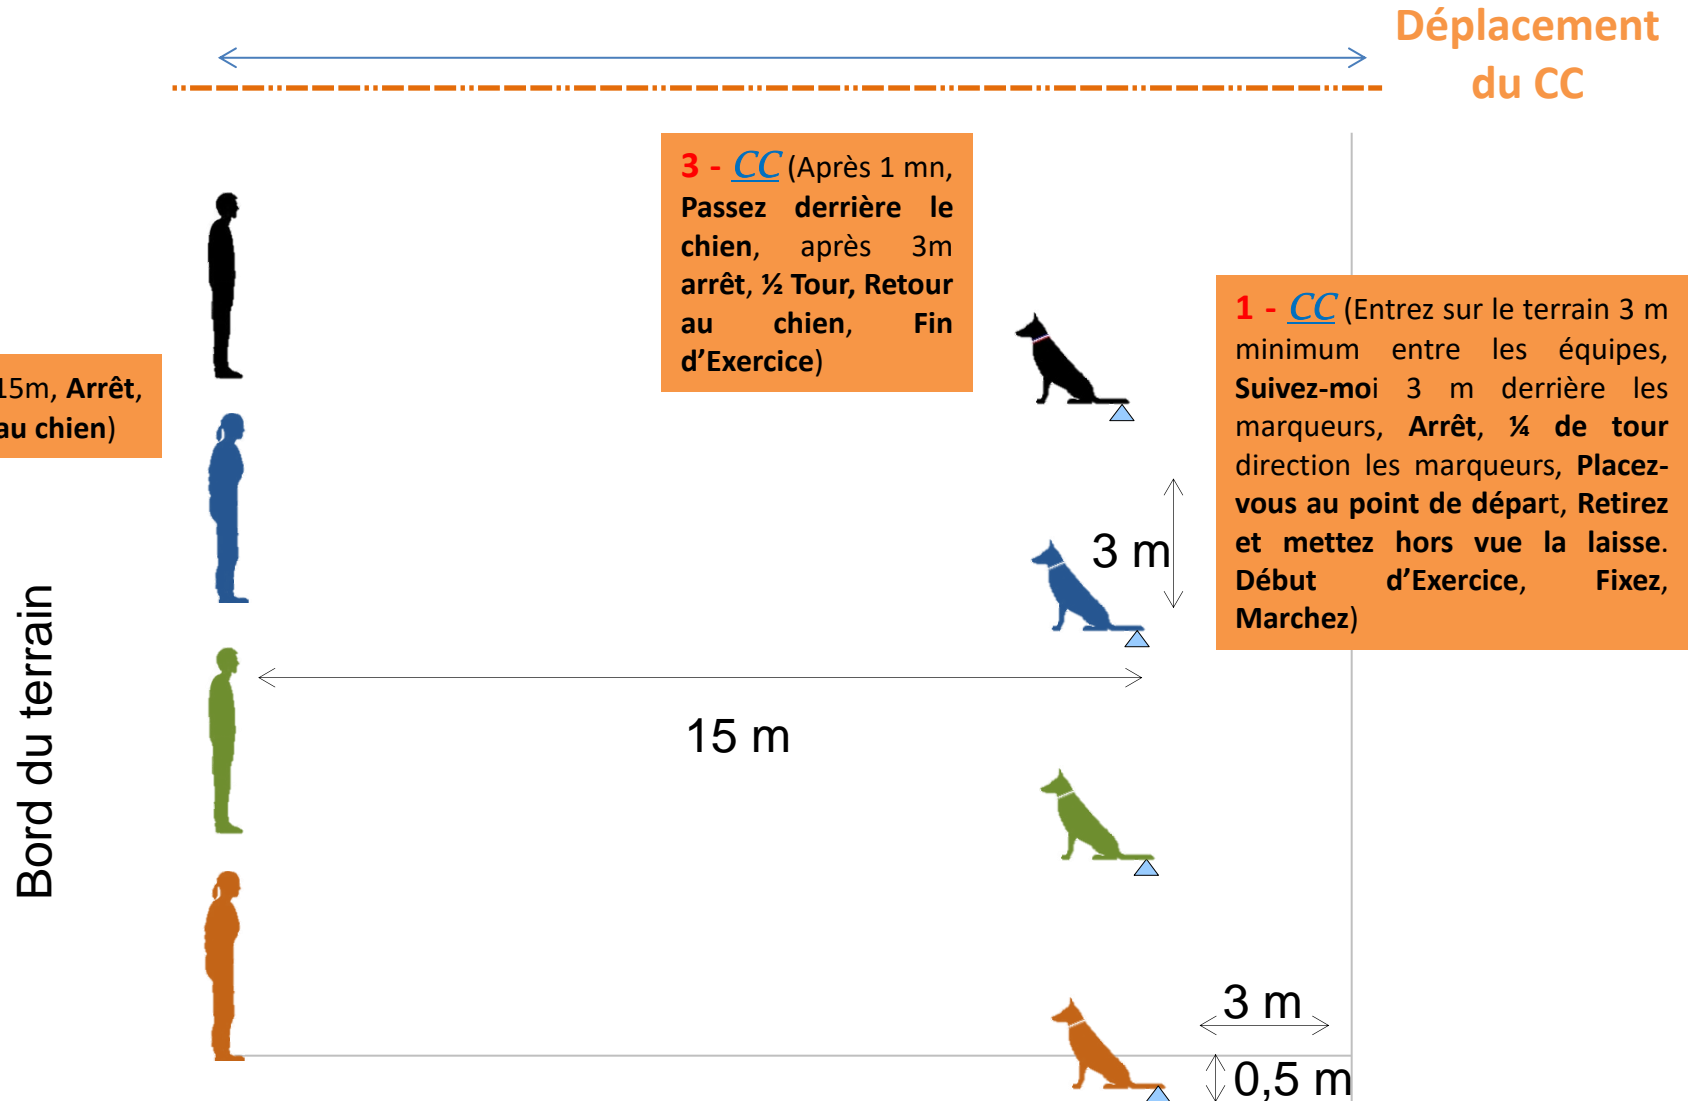 Déplacement
du CC
3 - CC (Après 1 mn,
Passez derrière le
chien, après 3m
arrêt, ½ Tour, Retour
au chien, Fin
d’Exercice)
1 - CC (Entrez sur le terrain 3 m
minimum entre les équipes,
Suivez-moi 3 m derrière les
marqueurs, Arrêt, ¼ de tour
direction les marqueurs, Placez-
vous au point de départ, Retirez
et mettez hors vue la laisse.
Début d’Exercice, Fixez,
Marchez)
15m, Arrêt,
au chien)
3 m
Bord du terrain
15 m
3 m
0,5 m